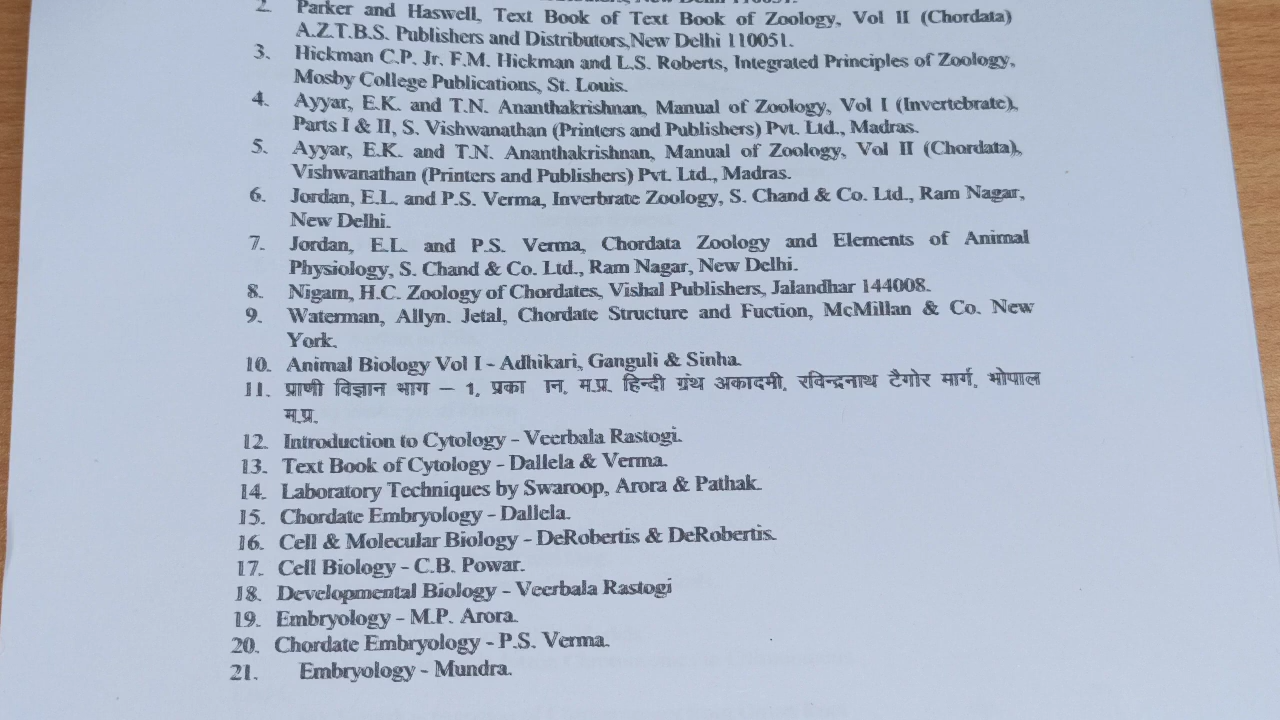 2. Parker and Haswell, Text Book of Text Book of Zoology, Vol II (Chordata)
A.Z.T.B.S. Publishers and Distributors,New Delhi 110051.
3. Hickman C.P. Jr. F.M. Hickman and L.S. Roberts, Integrated Principles of Zoology,
Mosby College Publications, St. Louis.
4. Ayyar, E.K. and T.N. Ananthakrishnan, Manual of Zoology, Vol I (Invertebrate),
Parts I & II, S. Vishwanathan (Printers and Publishers) Pvt. Ltd., Madras.
5. Ayyar, E.K. and T.N. Ananthakrishnan, Manual of Zoology, Vol II (Chordata),
Vishwanathan (Printers and Publishers) Pvt. Ltd., Madras.
6. Jordan, E.L. and P.S. Verma, Inverbrate Zoology, S. Chand & Co. Ltd., Ram Nagar,
New Delhi.
7. Jordan, E.L. and P.S. Verma, Chordata Zoology and Elements of Animal
Physiology, S. Chand & Co. Ltd., Ram Nagar, New Delhi.
8. Nigam, H.C. Zoology of Chordates, Vishal Publishers, Jalandhar 144008.
9. Waterman, Allyn. Jetal, Chordate Structure and Fuction, McMillan & Co. New
York.
10. Animal Biology Vol I - Adhikari, Ganguli & Sinha.
11. प्राणी विज्ञान भाग – 1, प्रका ान, म.प्र. हिन्दी ग्रंथ अकादमी, रविन्द्रनाथ टैगोर मार्ग, भोपाल
म.प्र.
12. Introduction to Cytology - Veerbala Rastogi.
13. Text Book of Cytology - Dallela & Verma.
14. Laboratory Techniques by Swaroop, Arora & Pathak.
15. Chordate Embryology - Dallela.
16. Cell & Molecular Biology - DeRobertis & DeRobertis.
17. Cell Biology - C.B. Powar.
18. Developmental Biology - Veerbala Rastogi
19. Embryology - M.P. Arora.
20. Chordate Embryology - P.S. Verma.
21. Embryology - Mundra.